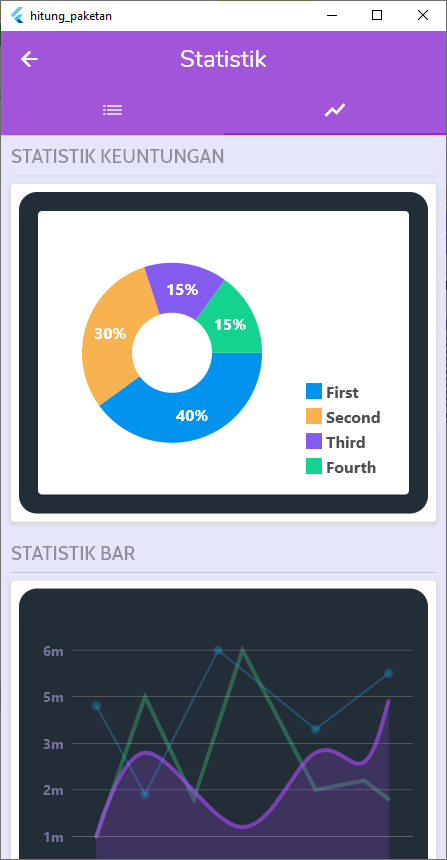 hitung_paketan
Statistik
STATISTIK KEUNTUNGAN
15%
15%
30%
40%
First
Second
Third
Fourth
STATISTIK BAR
6m
5m
3m
2m
1m